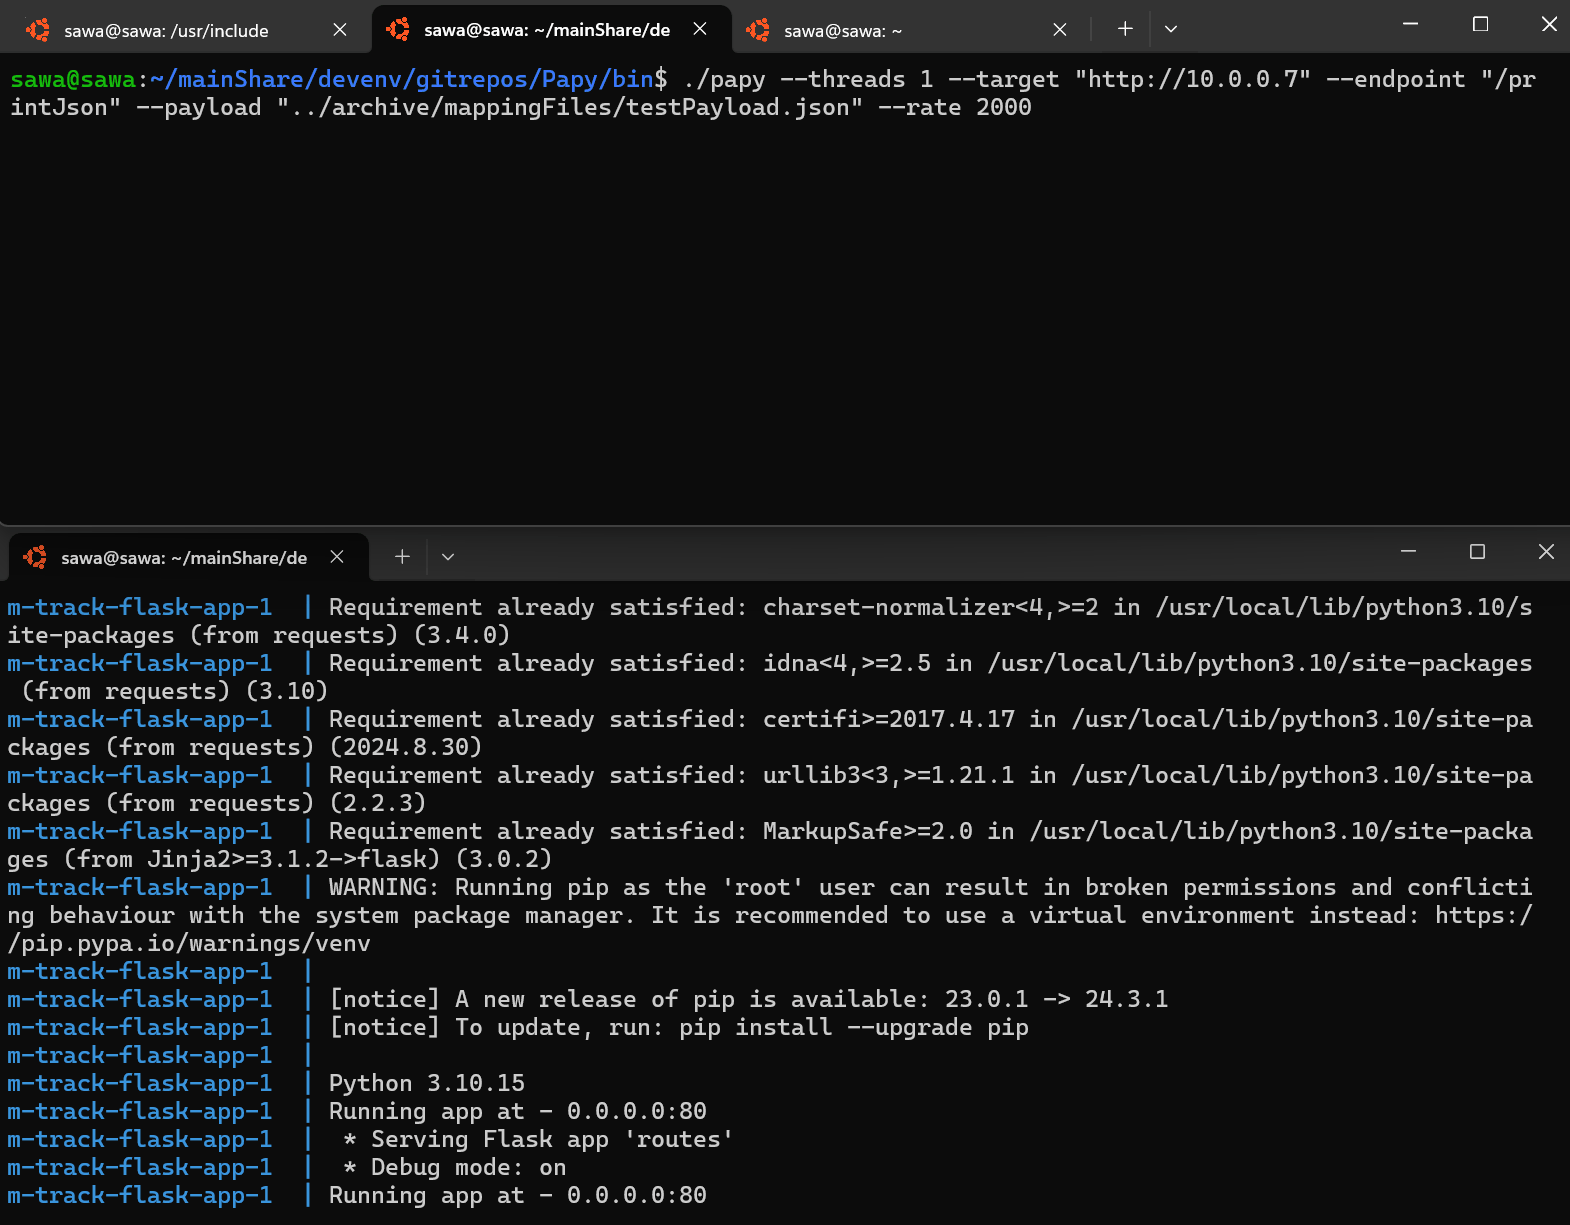 sawa@sawa: /usr/include
sawa@sawa: ~/mainShare/de
sawa@sawa: ~
sawa@sawa:~/mainShare/devenv/gitrepos/Papy/bin$ ./papy --threads 1 --target "http://10.0.0.7" --endpoint "/pr
intJson" --payload "../archive/mappingFiles/testPayload.json" --rate 2000
sawa@sawa: ~/mainShare/de
m-track-flask-app-1  | Requirement already satisfied: charset-normalizer<4,>=2 in /usr/local/lib/python3.10/s
ite-packages (from requests) (3.4.0)
m-track-flask-app-1  | Requirement already satisfied: idna<4,>=2.5 in /usr/local/lib/python3.10/site-packages
 (from requests) (3.10)
m-track-flask-app-1  | Requirement already satisfied: certifi>=2017.4.17 in /usr/local/lib/python3.10/site-pa
ckages (from requests) (2024.8.30)
m-track-flask-app-1  | Requirement already satisfied: urllib3<3,>=1.21.1 in /usr/local/lib/python3.10/site-pa
ckages (from requests) (2.2.3)
m-track-flask-app-1  | Requirement already satisfied: MarkupSafe>=2.0 in /usr/local/lib/python3.10/site-packa
ges (from Jinja2>=3.1.2->flask) (3.0.2)
m-track-flask-app-1  | WARNING: Running pip as the 'root' user can result in broken permissions and conflicti
ng behaviour with the system package manager. It is recommended to use a virtual environment instead: https:/
/pip.pypa.io/warnings/venv
m-track-flask-app-1  |
m-track-flask-app-1  | [notice] A new release of pip is available: 23.0.1 -> 24.3.1
m-track-flask-app-1  | [notice] To update, run: pip install --upgrade pip
m-track-flask-app-1  |
m-track-flask-app-1  | Python 3.10.15
m-track-flask-app-1  | Running app at - 0.0.0.0:80
m-track-flask-app-1  |  * Serving Flask app 'routes'
m-track-flask-app-1  |  * Debug mode: on
m-track-flask-app-1  | Running app at - 0.0.0.0:80